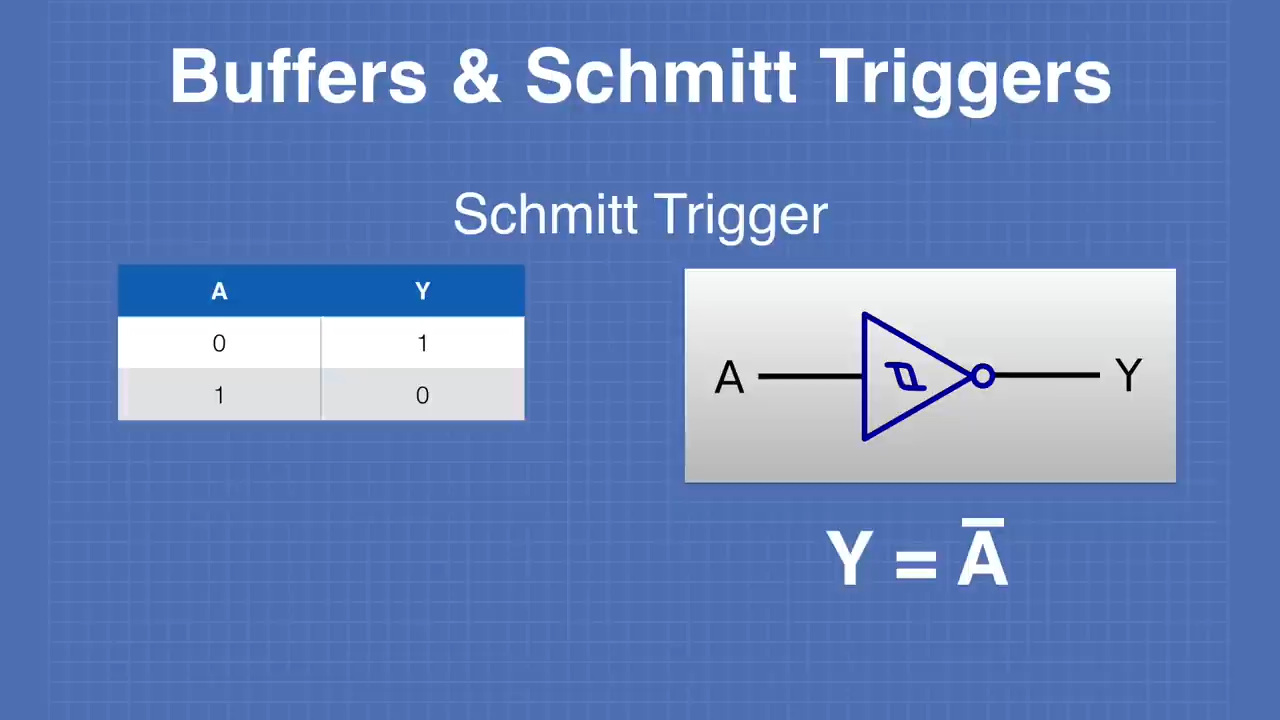 Buffers & Schmitt Triggers
Schmitt Trigger
A Y
0 1
1 0
A Y
Y = A̅